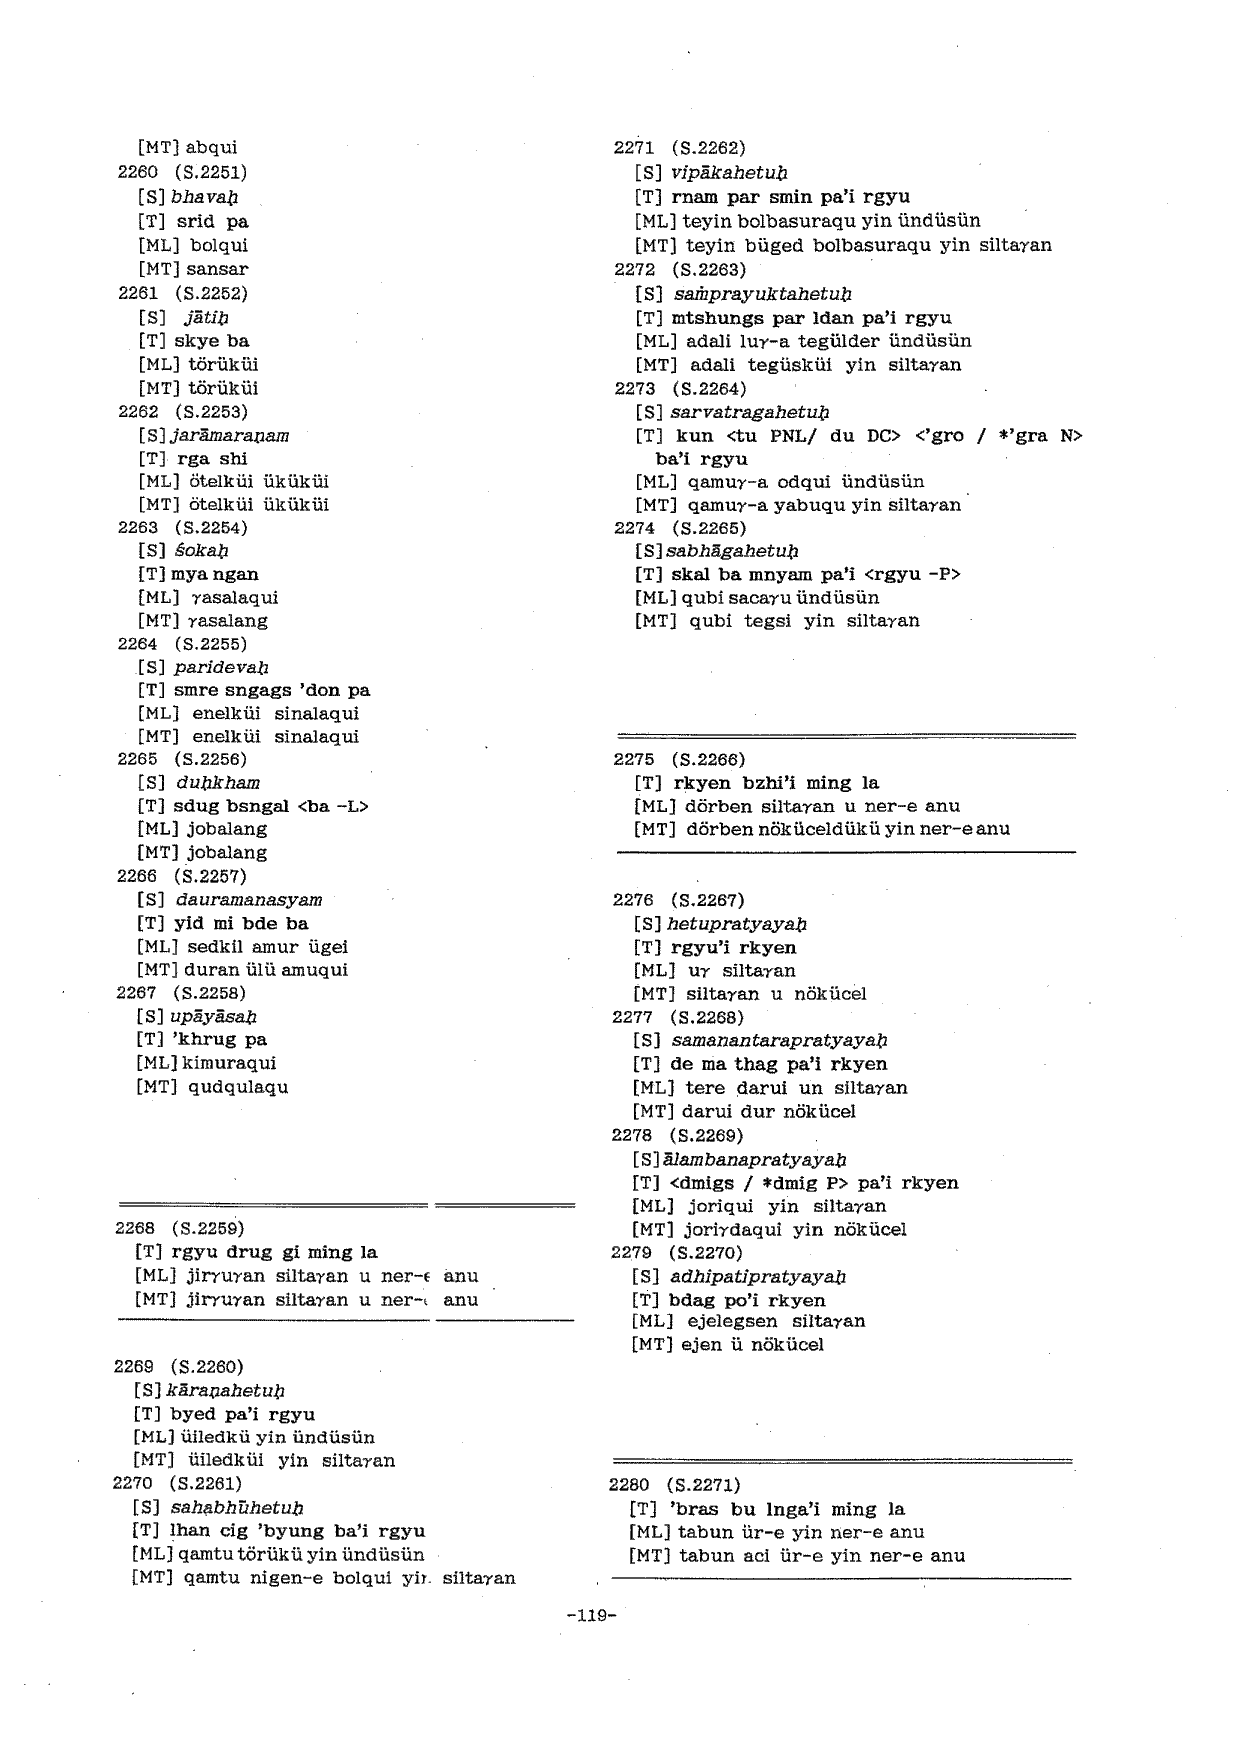 [MT] abqui
2260 (S.2251)
[S] bhavaḥ
[T] srid pa
[ML] bolqui
[MT] sansar
2261 (S.2252)
[S] jātiḥ
[T] skye ba
[ML] törüküi
[MT] törüküi
2262 (S.2253)
[S] jarāmaraṇam
[T] rga shi
[ML] ötelküi üküküi
[MT] ötelküi üküküi
2263 (S.2254)
[S] śokaḥ
[T] mya ngan
[ML] γasalaqui
[MT] γasalang
2264 (S.2255)
[S] paridevaḥ
[T] smre sngags 'don pa
[ML] enelküi sinalaqui
[MT] enelküi sinalaqui
2265 (S.2256)
[S] duḥkham
[T] sdug bsngal <ba -L>
[ML] jobalang
[MT] jobalang
2266 (S.2257)
[S] dauramanasyam
[T] yid mi bde ba
[ML] sedkil amur ügei
[MT] duran ülü amuqui
2267 (S.2258)
[S] upāyāsaḥ
[T] 'khrug pa
[ML] kimuraqui
[MT] qudqulaqu
2268 (S.2259)
[T] rgyu drug gi ming la
[ML] jirγuγan siltaγan u ner-e anu
[MT] jirγuγan siltaγan u ner-e anu
2269 (S.2260)
[S] kāraṇahetuḥ
[T] byed pa'i rgyu
[ML] üiledkü yin ündüsün
[MT] üiledküi yin siltaγan
2270 (S.2261)
[S] sahabhūhetuḥ
[T] lhan cig 'byung ba'i rgyu
[ML] qamtu törükü yin ündüsün
[MT] qamtu nigen-e bolqui yin siltaγan
2271 (S.2262)
[S] vipākahetuḥ
[T] rnam par smin pa'i rgyu
[ML] teyin bolbasuraqu yin ündüsün
[MT] teyin büged bolbasuraqu yin siltaγan
2272 (S.2263)
[S] saṁprayuktahetuḥ
[T] mtshungs par ldan pa'i rgyu
[ML] adali luγ-a tegülder ündüsün
[MT] adali tegüsküi yin siltaγan
2273 (S.2264)
[S] sarvatragahetuḥ
[T] kun <tu PNL/ du DC> <'gro / *'gra N>
ba'i rgyu
[ML] qamuγ-a odqui ündüsün
[MT] qamuγ-a yabuqu yin siltaγan
2274 (S.2265)
[S] sabhāgahetuḥ
[T] skal ba mnyam pa'i <rgyu -P>
[ML] qubi sacaγu ündüsün
[MT] qubi tegsi yin siltaγan
2275 (S.2266)
[T] rkyen bzhi'i ming la
[ML] dörben siltaγan u ner-e anu
[MT] dörben nöküceldükü yin ner-e anu
2276 (S.2267)
[S] hetupratyayaḥ
[T] rgyu'i rkyen
[ML] uγ siltaγan
[MT] siltaγan u nökücel
2277 (S.2268)
[S] samanantarapratyayaḥ
[T] de ma thag pa'i rkyen
[ML] tere darui un siltaγan
[MT] darui dur nökücel
2278 (S.2269)
[S] ālambanapratyayaḥ
[T] <dmigs / *dmig P> pa'i rkyen
[ML] joriqui yin siltaγan
[MT] joriγdaqui yin nökücel
2279 (S.2270)
[S] adhipatipratyayaḥ
[T] bdag po'i rkyen
[ML] ejelegsen siltaγan
[MT] ejen ü nökücel
2280 (S.2271)
[T] 'bras bu lnga'i ming la
[ML] tabun ür-e yin ner-e anu
[MT] tabun aci ür-e yin ner-e anu
-119-